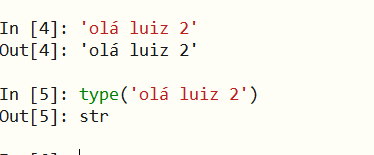 In [4]: 'olá luiz 2'
Out[4]: 'olá luiz 2'
In [5]: type('olá luiz 2')
Out[5]: str